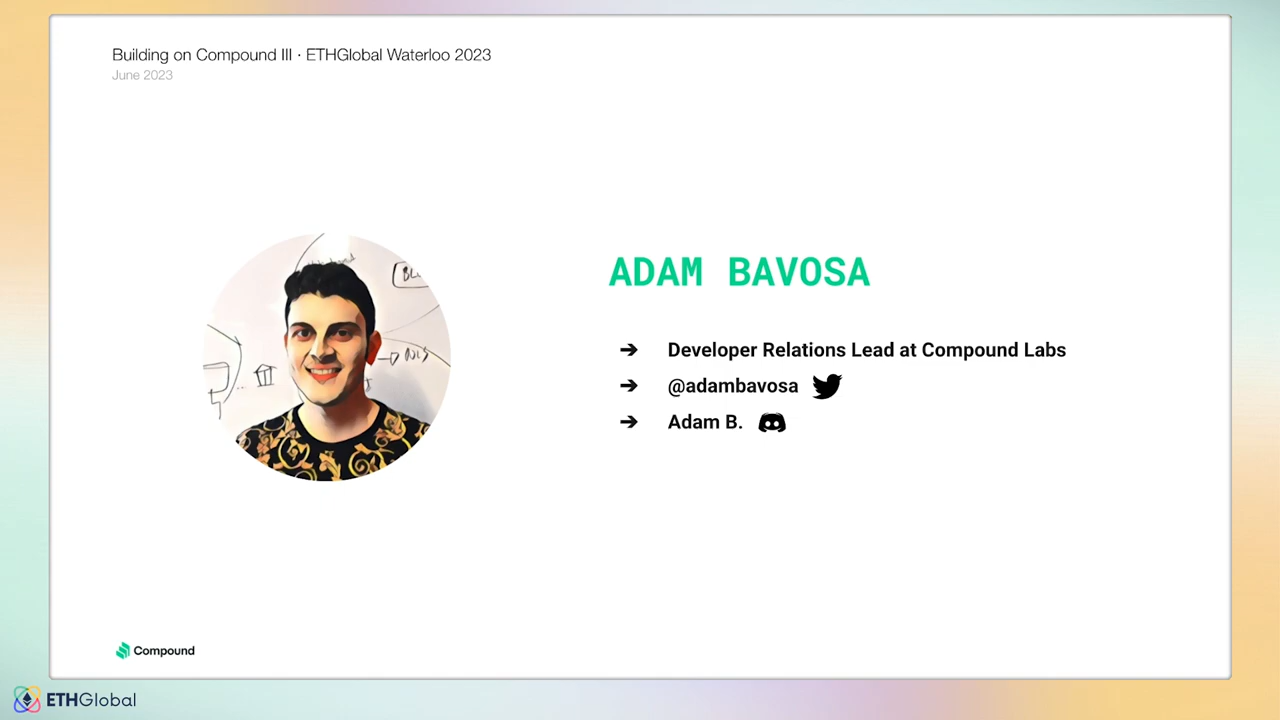 Building on Compound III · ETHGlobal Waterloo 2023
June 2023
ADAM BAVOSA
➔ Developer Relations Lead at Compound Labs
➔ @adambavosa
➔ Adam B.
Compound
ETHGlobal